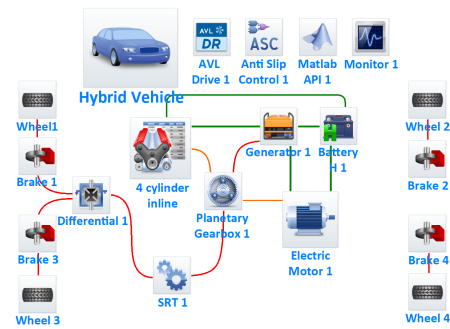 AVL
DR
ASC
AVL
Drive 1
Anti Slip
Control 1
Matlab
API 1
Monitor 1
Hybrid Vehicle
Wheel1
Wheel 2
4 cylinder
inline
Generator 1
Battery
H 1
Brake 1
Brake 2
Differential 1
Planetary
Gearbox 1
Electric
Motor 1
Brake 3
Brake 4
SRT 1
Wheel 3
Wheel 4